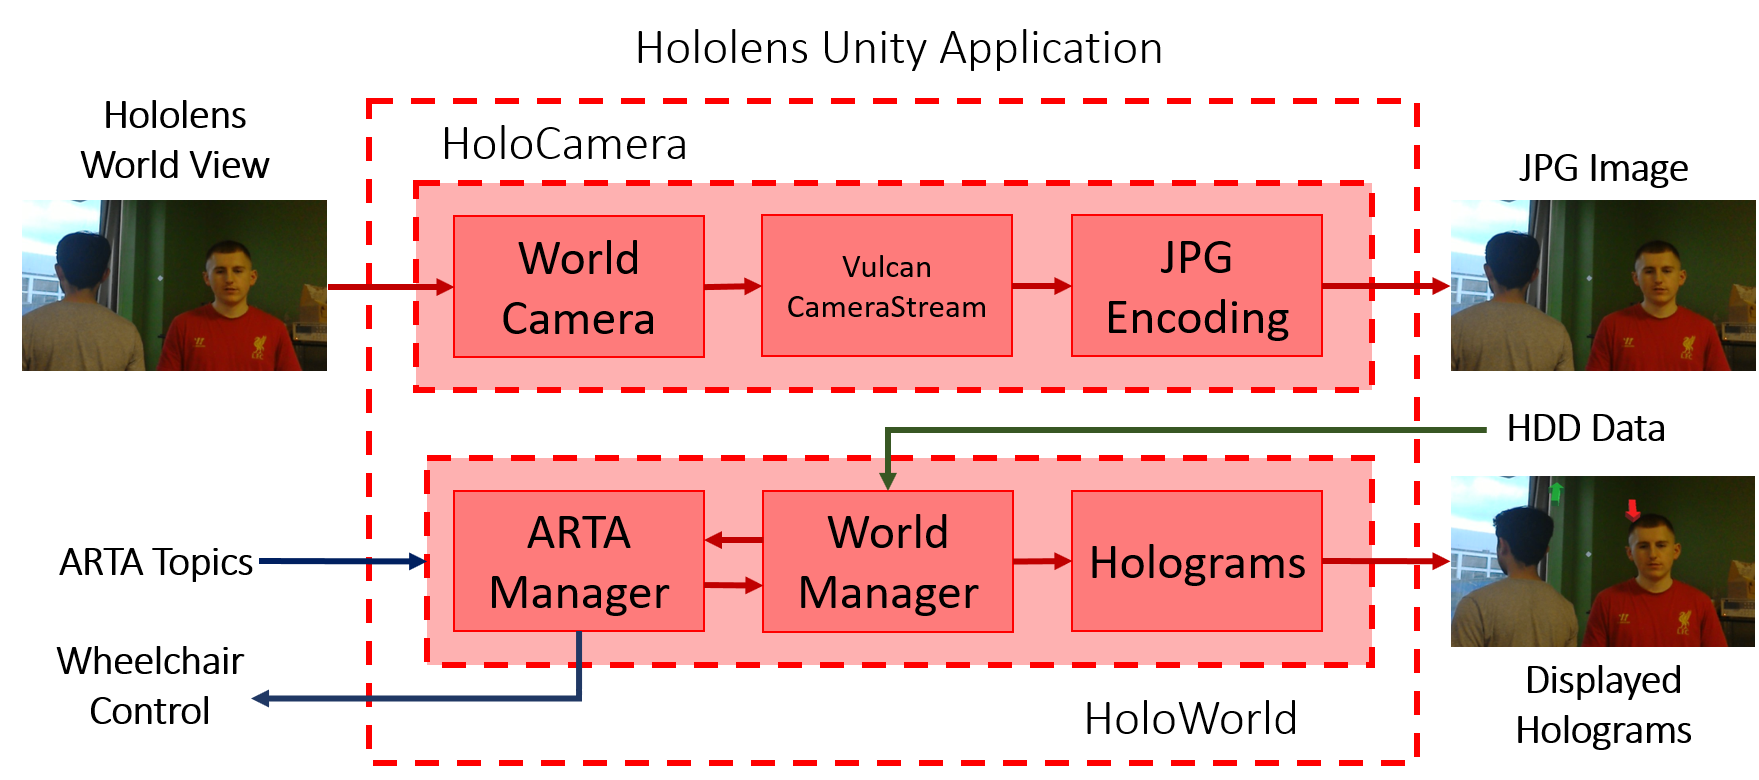 Hololens Unity Application
Hololens
World View
HoloCamera
JPG Image
World
Camera
Vulcan
CameraStream
JPG
Encoding
HDD Data
ARTA Topics
ARTA
Manager
World
Manager
Holograms
Wheelchair
Control
HoloWorld
Displayed
Holograms